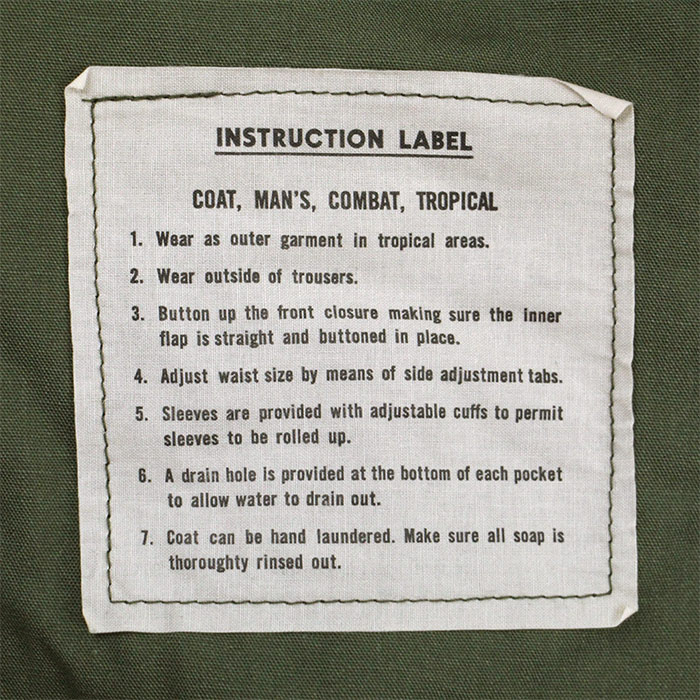 INSTRUCTION LABEL
COAT, MAN'S, COMBAT, TROPICAL
1. Wear as outer garment in tropical areas.
2. Wear outside of trousers.
3. Button up the front closure making sure the inner
flap is straight and buttoned in place.
4. Adjust waist size by means of side adjustment tabs.
5. Sleeves are provided with adjustable cuffs to permit
sleeves to be rolled up.
6. A drain hole is provided at the bottom of each pocket
to allow water to drain out.
7. Coat can be hand laundered. Make sure all soap is
thoroughty rinsed out.